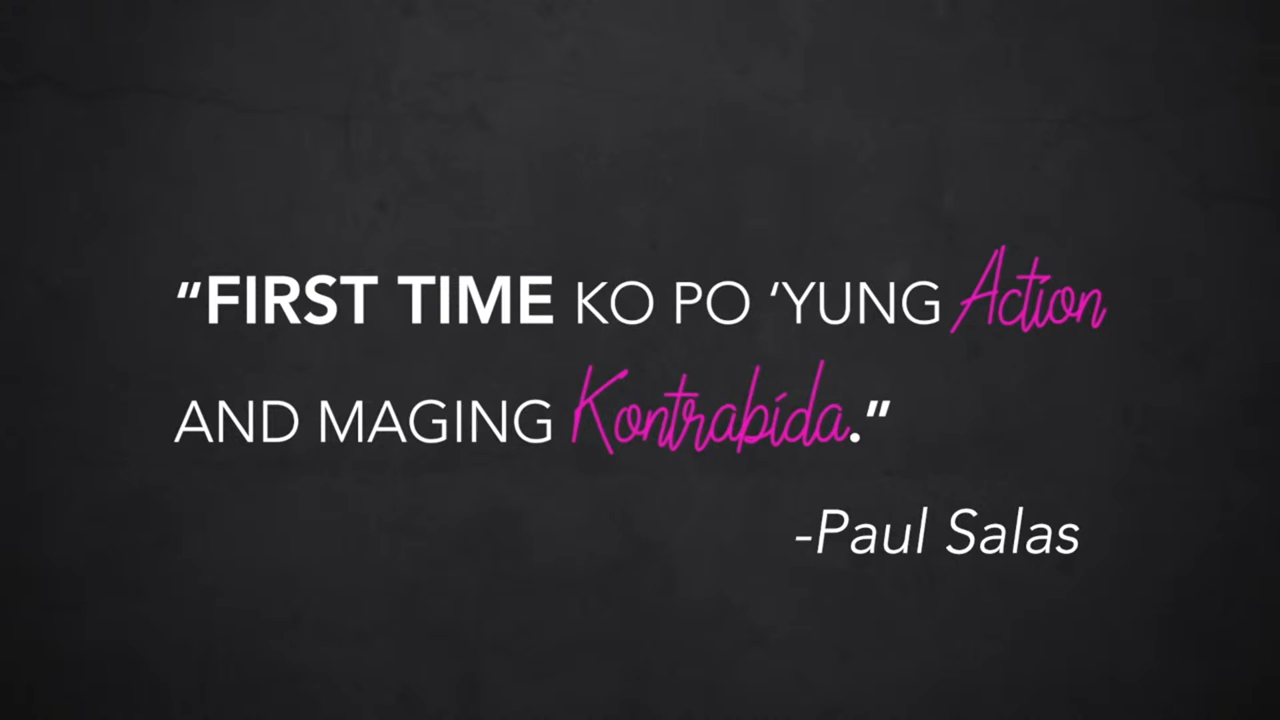 “FIRST TIME KO PO ‘YUNG Action
AND MAGING Kontrabida.”
-Paul Salas